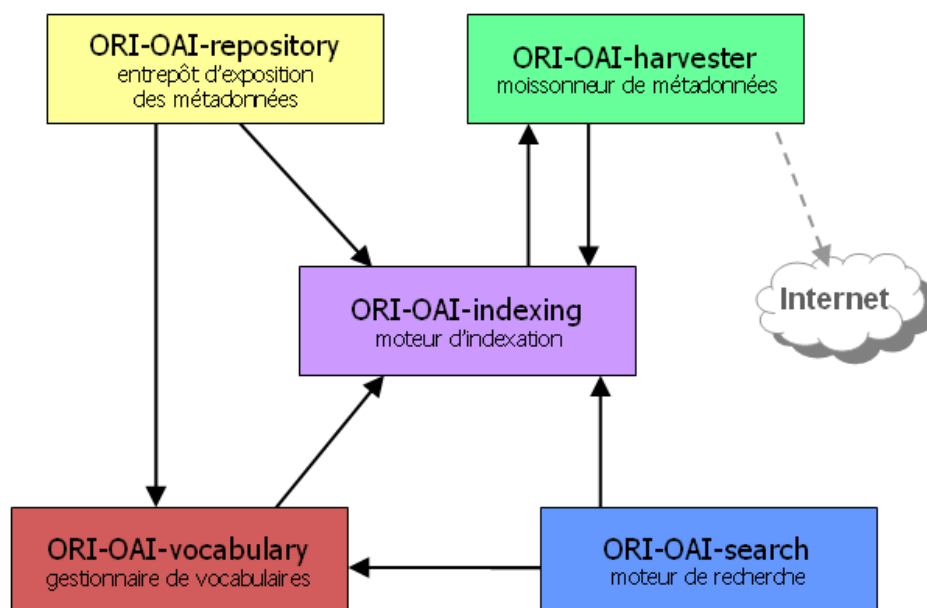 ORI-OAI-repository
entrepôt d'exposition
des métadonnées
ORI-OAI-harvester
moissonneur de métadonnées
Internet
ORI-OAI-indexing
moteur d'indexation
ORI-OAI-vocabulary
gestionnaire de vocabulaires
ORI-OAI-search
moteur de recherche